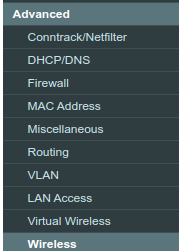 Advanced
Conntrack/Netfilter
DHCP/DNS
Firewall
MAC Address
Miscellaneous
Routing
VLAN
LAN Access
Virtual Wireless
Wireless